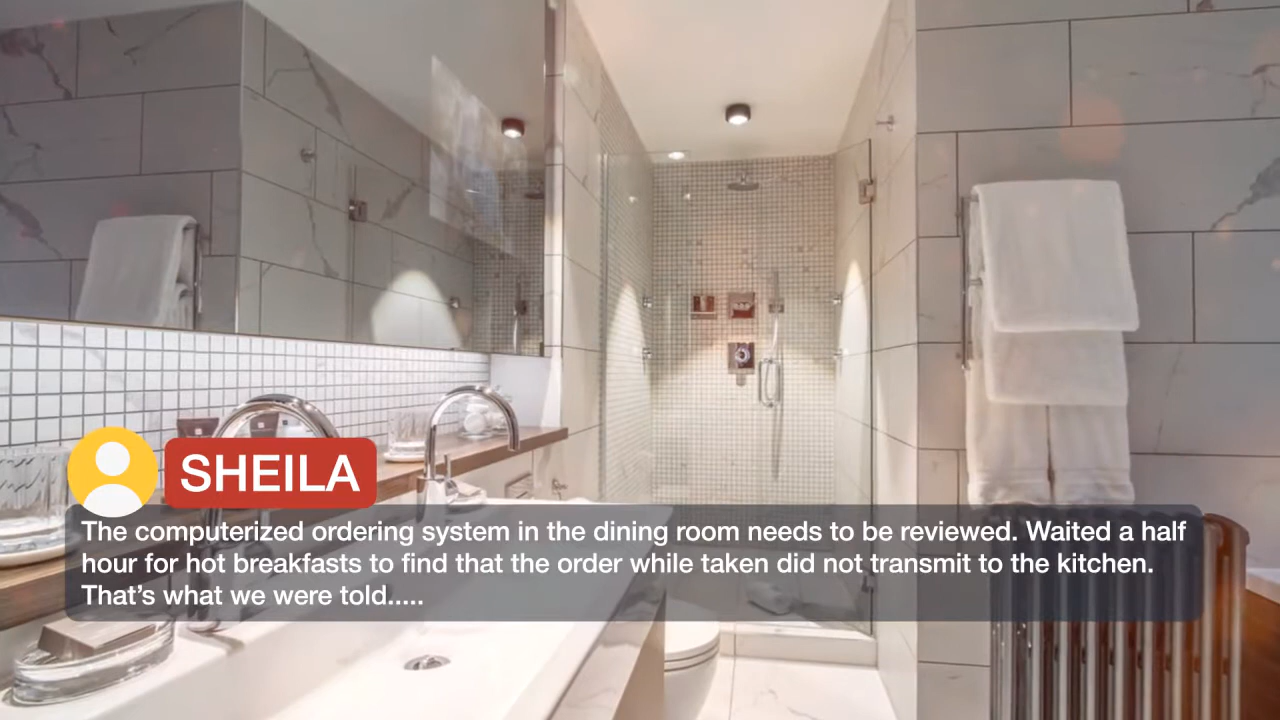 SHEILA
The computerized ordering system in the dining room needs to be reviewed. Waited a half
hour for hot breakfasts to find that the order while taken did not transmit to the kitchen.
That's what we were told.....